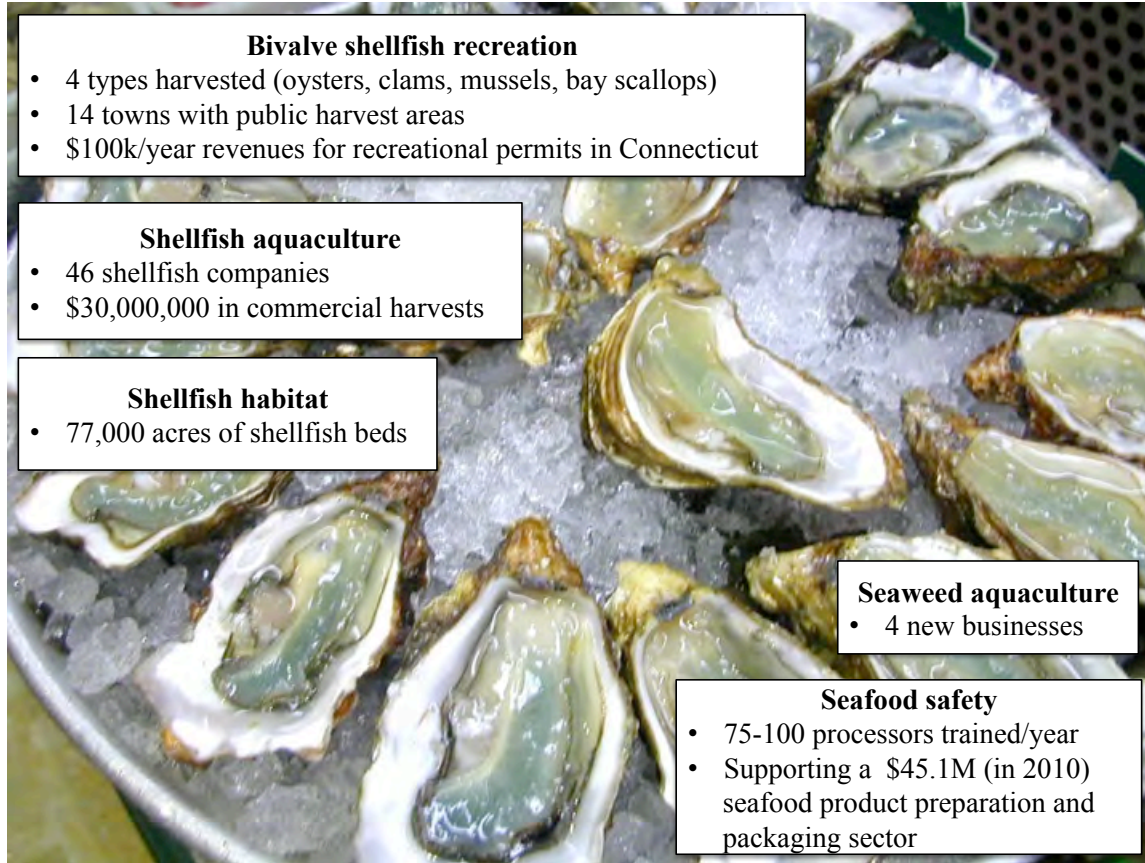 Bivalve shellfish recreation
• 4 types harvested (oysters, clams, mussels, bay scallops)
• 14 towns with public harvest areas
• $100k/year revenues for recreational permits in Connecticut
Shellfish aquaculture
• 46 shellfish companies
• $30,000,000 in commercial harvests
Shellfish habitat
• 77,000 acres of shellfish beds
Seaweed aquaculture
• 4 new businesses
Seafood safety
• 75-100 processors trained/year
• Supporting a $45.1M (in 2010)
seafood product preparation and
packaging sector